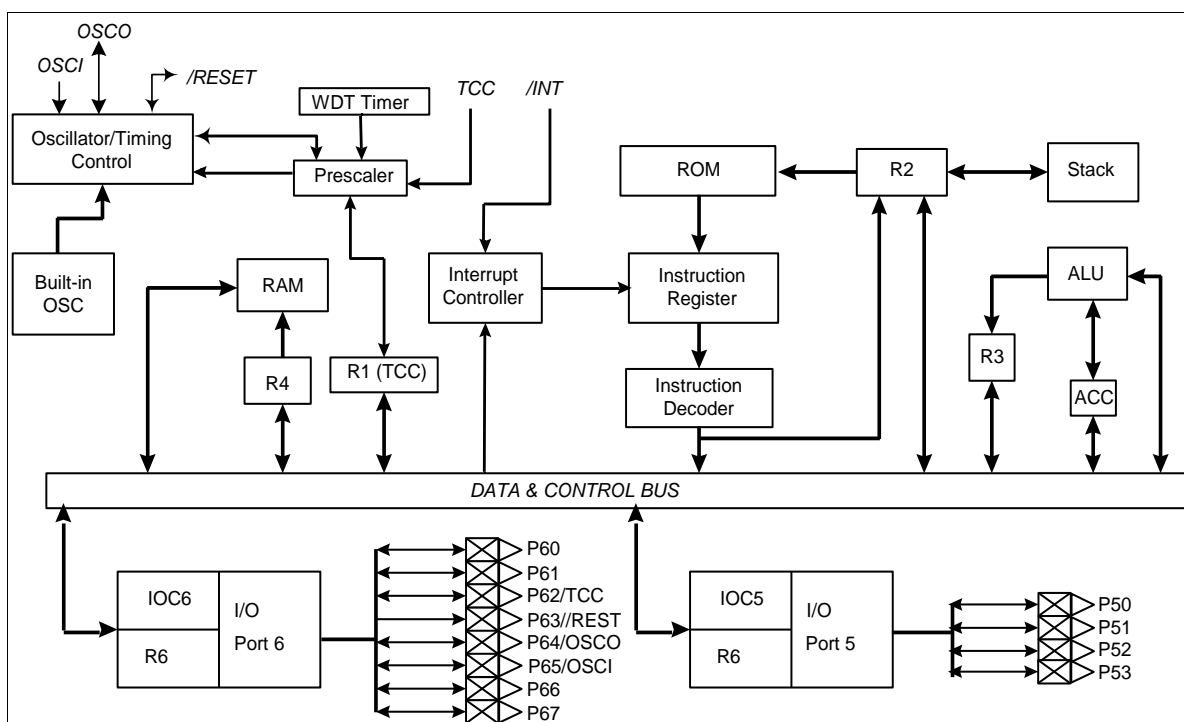 OSCO
OSCI
/RESET
TCC
/INT
WDT Timer
Oscillator/Timing
Control
Prescaler
ROM
R2
Stack
Built-in
OSC
RAM
Interrupt
Controller
Instruction
Register
ALU
R4
R1 (TCC)
Instruction
Decoder
R3
ACC
DATA & CONTROL BUS
IOC6
R6
I/O
Port 6
P60
P61
P62/TCC
P63//REST
P64/OSCO
P65/OSCI
P66
P67
IOC5
R6
I/O
Port 5
P50
P51
P52
P53